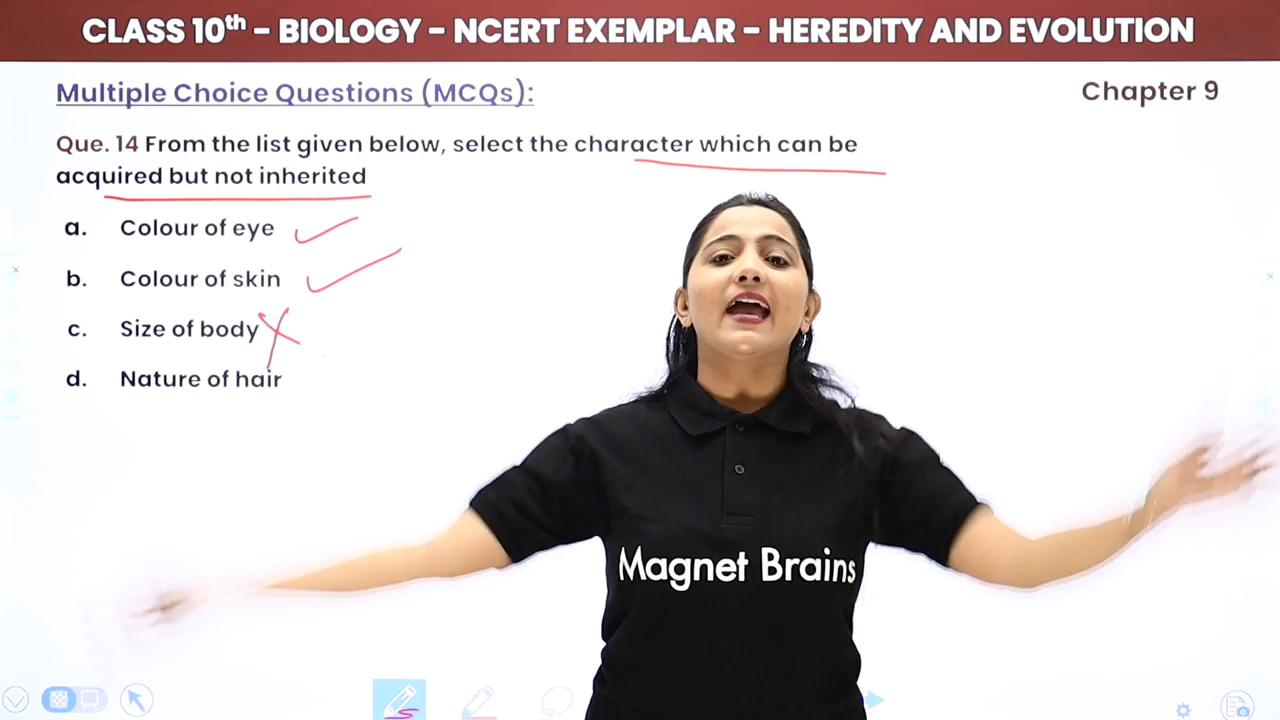 CLASS 10th - BIOLOGY - NCERT EXEMPLAR - HEREDITY AND EVOLUTION
Multiple Choice Questions (MCQs):
Chapter 9
Que. 14 From the list given below, select the character which can be
acquired but not inherited
a. Colour of eye
b. Colour of skin
c. Size of body
d. Nature of hair
Magnet Brains